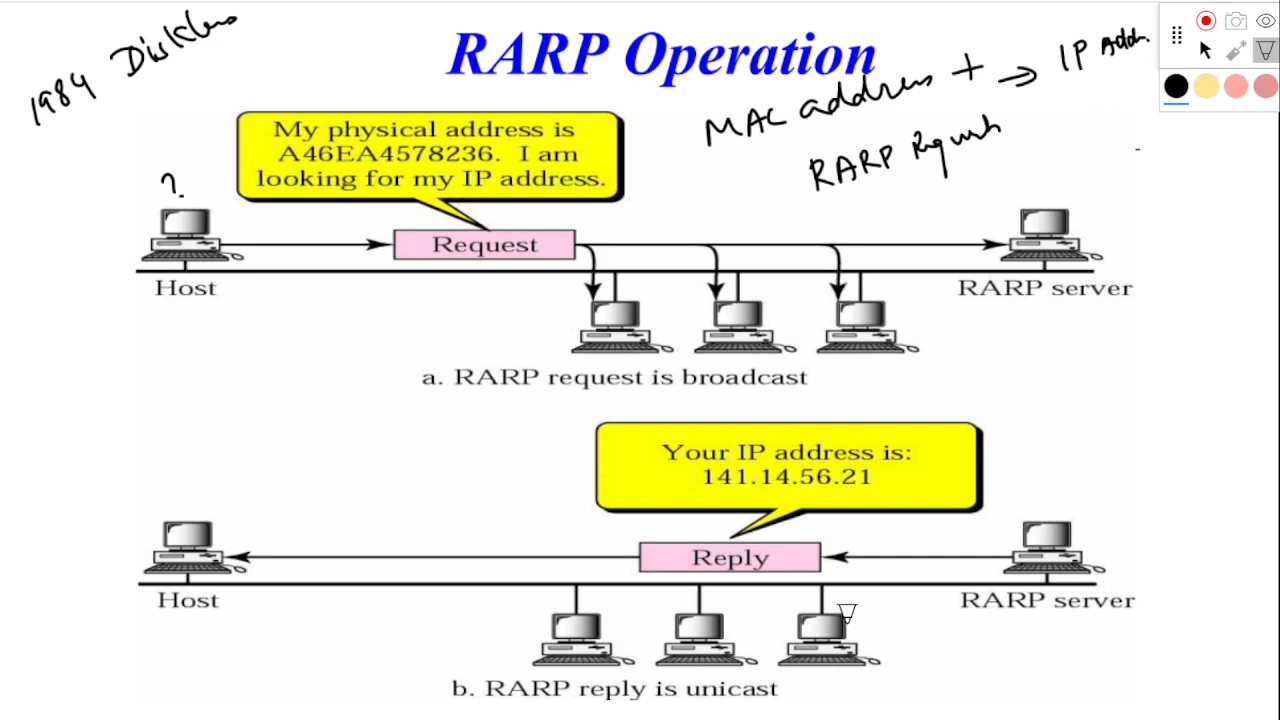 1984 Diskless
RARP Operation
MAC address + → IP Addr.
RARP Request
My physical address is
A46EA4578236. I am
looking for my IP address.
?
Request
Host
RARP server
a. RARP request is broadcast
Your IP address is:
141.14.56.21
Reply
Host
RARP server
b. RARP reply is unicast